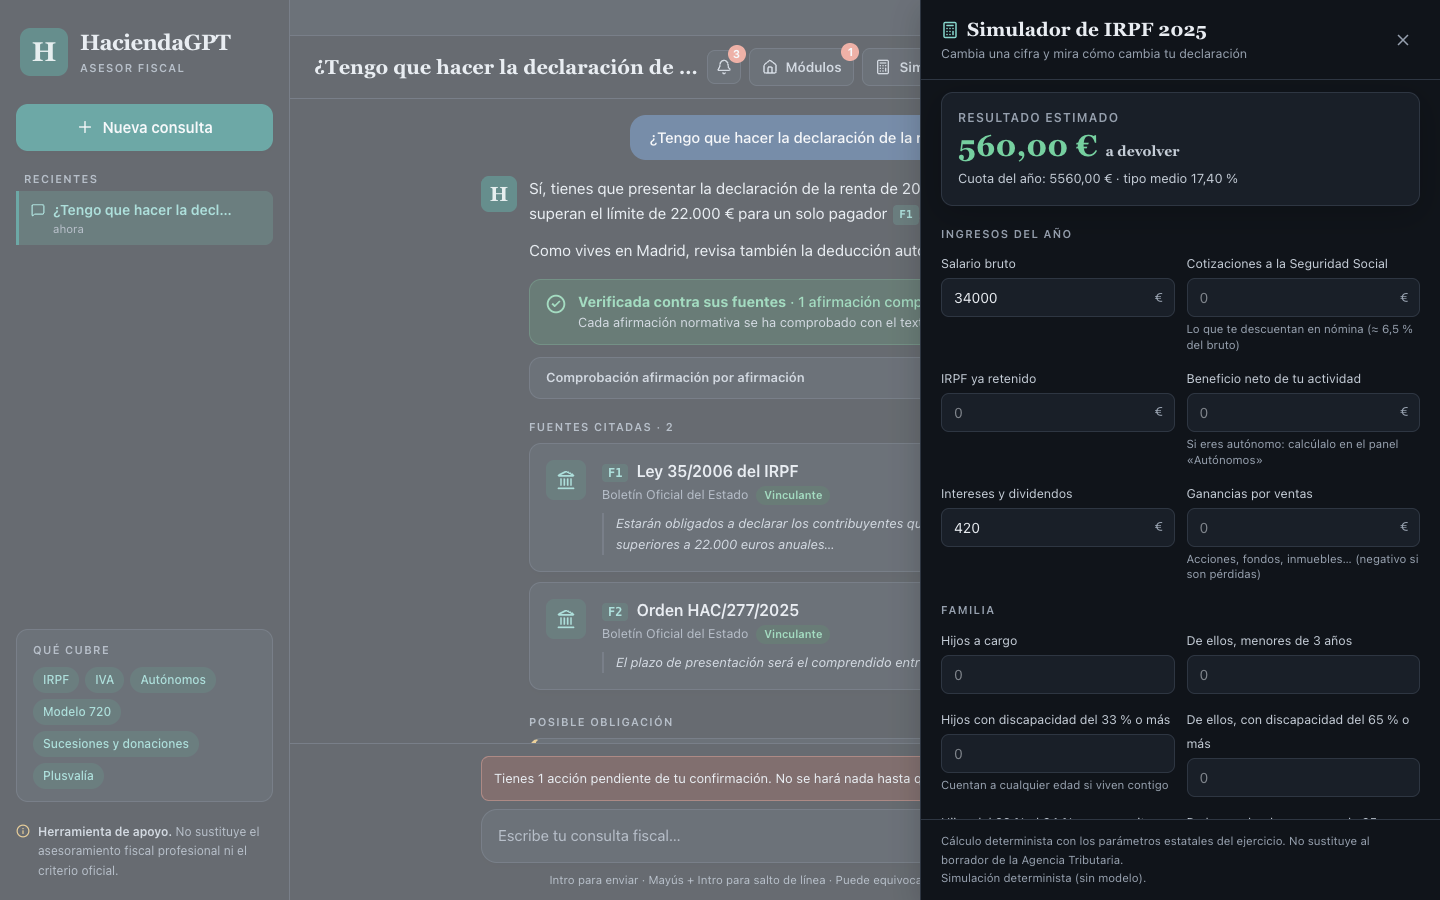 H
HaciendaGPT
ASESOR FISCAL
Nueva consulta
RECIENTES
¿Tengo que hacer la decl...
ahora
QUÉ CUBRE
IRPF
IVA
Autónomos
Modelo 720
Sucesiones y donaciones
Plusvalía
Herramienta de apoyo. No sustituye el
asesoramiento fiscal profesional ni el
criterio oficial.
¿Tengo que hacer la declaración de ...
3
Módulos
1
Sim
¿Tengo que hacer la declaración de la r
H
Sí, tienes que presentar la declaración de la renta de 20
superan el límite de 22.000 € para un solo pagador F1
Como vives en Madrid, revisa también la deducción auto
Verificada contra sus fuentes · 1 afirmación comp
Cada afirmación normativa se ha comprobado con el tex
Comprobación afirmación por afirmación
FUENTES CITADAS · 2
F1 Ley 35/2006 del IRPF
Boletín Oficial del Estado Vinculante
Estarán obligados a declarar los contribuyentes qu
superiores a 22.000 euros anuales…
F2 Orden HAC/277/2025
Boletín Oficial del Estado Vinculante
El plazo de presentación será el comprendido entr
POSIBLE OBLIGACIÓN
Tienes 1 acción pendiente de tu confirmación. No se hará nada hasta q
Escribe tu consulta fiscal...
Intro para enviar · Mayús + Intro para salto de línea · Puede equivoca
Simulador de IRPF 2025
Cambia una cifra y mira cómo cambia tu declaración
RESULTADO ESTIMADO
560,00 € a devolver
Cuota del año: 5560,00 € · tipo medio 17,40 %
INGRESOS DEL AÑO
Salario bruto
34000 €
Cotizaciones a la Seguridad Social
0 €
Lo que te descuentan en nómina (≈ 6,5 %
del bruto)
IRPF ya retenido
0 €
Beneficio neto de tu actividad
0 €
Si eres autónomo: calcúlalo en el panel
«Autónomos»
Intereses y dividendos
420 €
Ganancias por ventas
0 €
Acciones, fondos, inmuebles… (negativo si
son pérdidas)
FAMILIA
Hijos a cargo
0
De ellos, menores de 3 años
0
Hijos con discapacidad del 33 % o más
0
Cuentan a cualquier edad si viven contigo
De ellos, con discapacidad del 65 % o
más
0
Cálculo determinista con los parámetros estatales del ejercicio. No sustituye al
borrador de la Agencia Tributaria.
Simulación determinista (sin modelo).